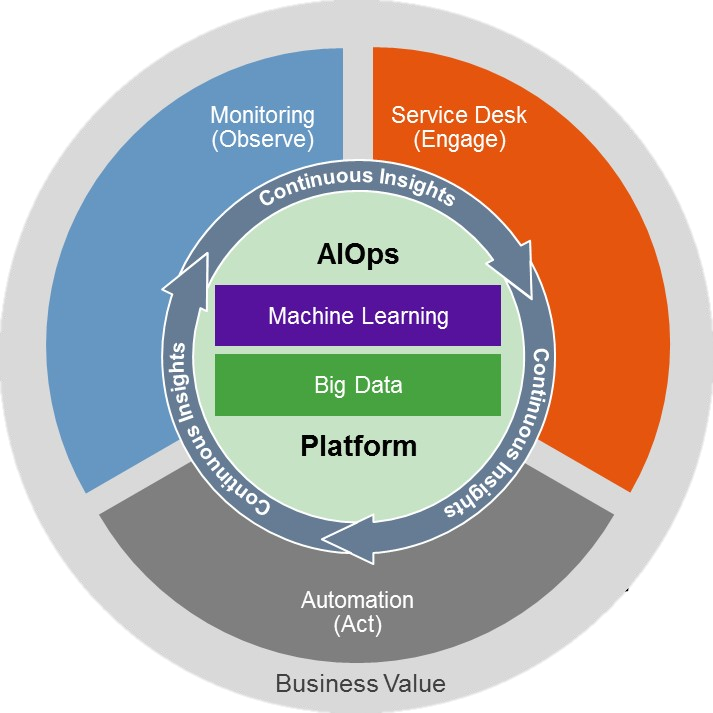 Monitoring
(Observe)
Service Desk
(Engage)
Continuous Insights
AIOps
Machine Learning
Big Data
Platform
Continuous Insights
Continuous Insights
Automation
(Act)
Business Value